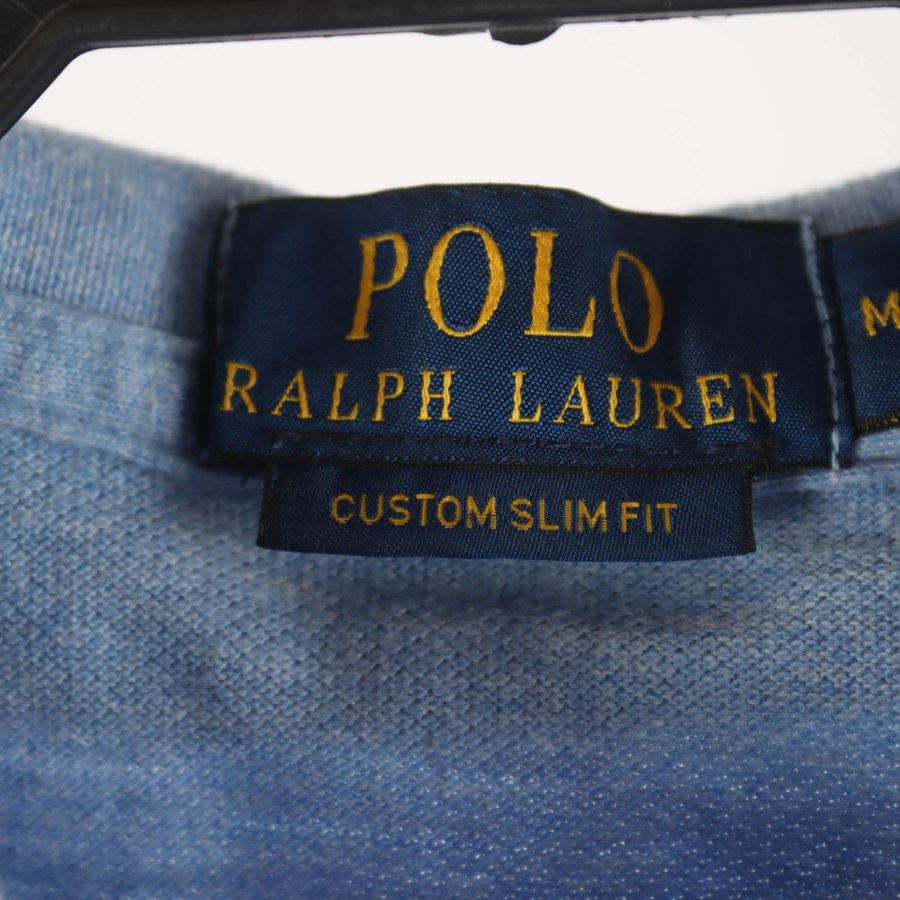 POLO
RALPH LAUREN
CUSTOM SLIM FIT
M